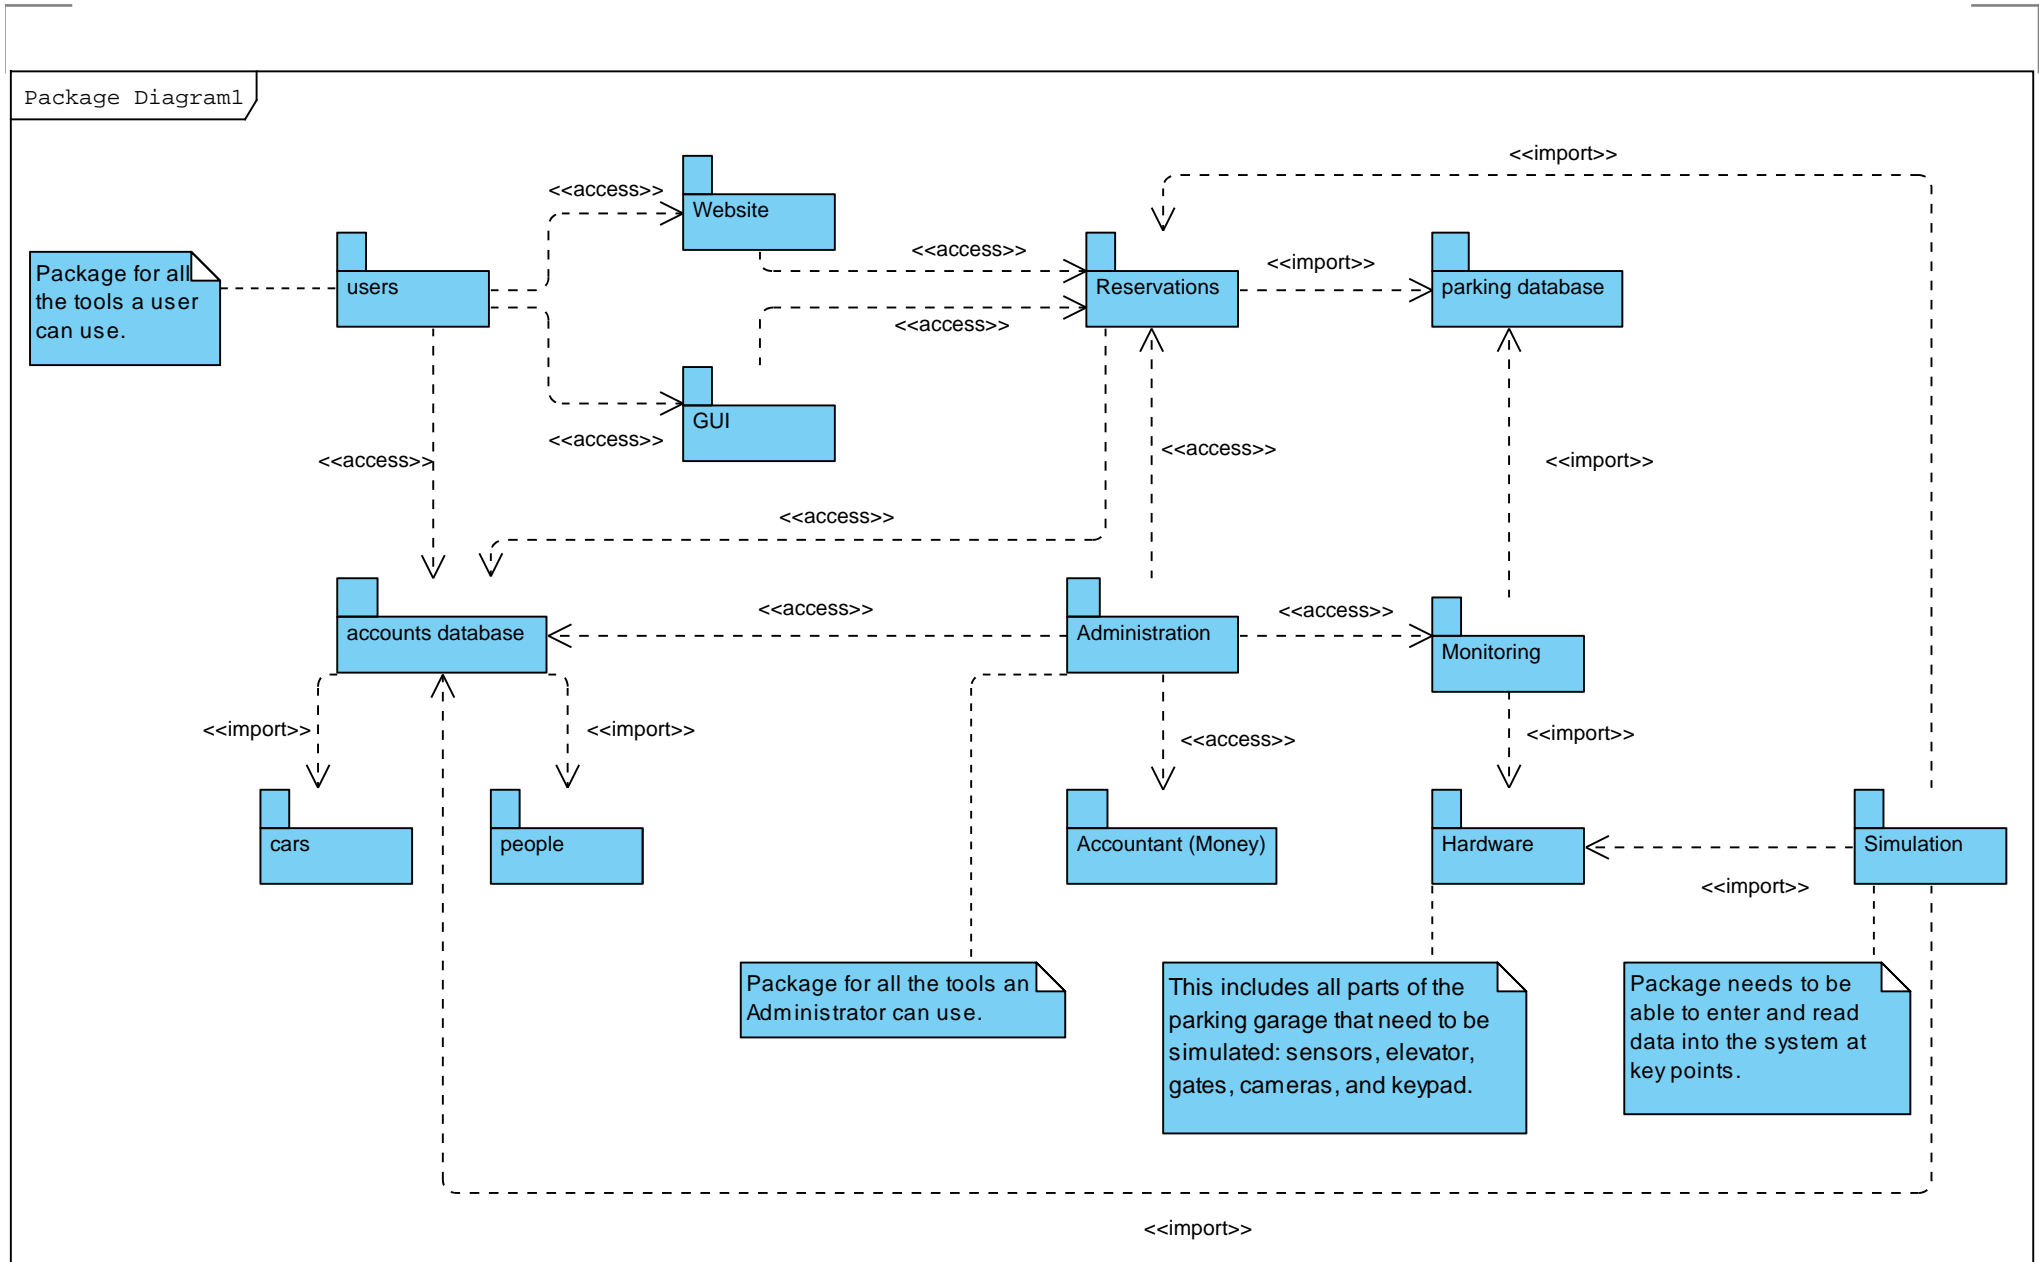 Package Diagram1
<<import>>
<<access>>
Website
<<access>>
<<import>>
Package for all
the tools a user
can use.
users
Reservations
parking database
<<access>>
GUI
<<access>>
<<access>>
<<access>>
<<import>>
<<access>>
<<access>>
<<access>>
accounts database
Administration
Monitoring
<<import>>
<<import>>
<<access>>
<<import>>
cars
people
Accountant (Money)
Hardware
Simulation
<<import>>
Package for all the tools an
Administrator can use.
This includes all parts of the
parking garage that need to be
simulated: sensors, elevator,
gates, cameras, and keypad.
Package needs to be
able to enter and read
data into the system at
key points.
<<import>>